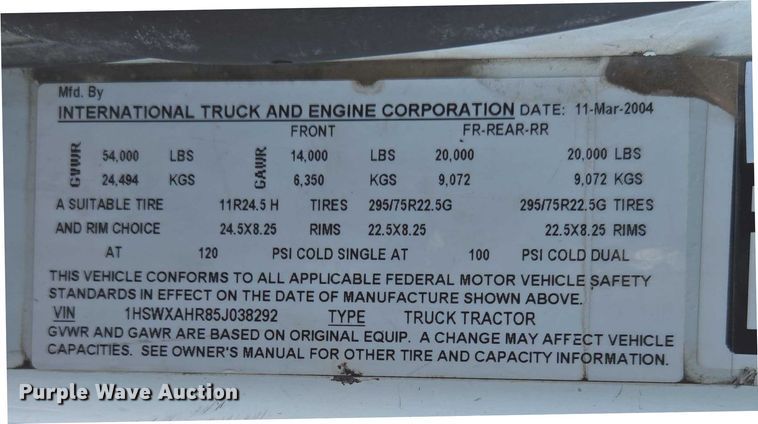 Mfd. By
INTERNATIONAL TRUCK AND ENGINE CORPORATION DATE: 11-Mar-2004
FRONT FR-REAR-RR
GVWR 54,000 LBS GAWR 14,000 LBS 20,000 20,000 LBS
24,494 KGS 6,350 KGS 9,072 9,072 KGS
A SUITABLE TIRE 11R24.5 H TIRES 295/75R22.5G 295/75R22.5G TIRES
AND RIM CHOICE 24.5X8.25 RIMS 22.5X8.25 22.5X8.25 RIMS
AT 120 PSI COLD SINGLE AT 100 PSI COLD DUAL
THIS VEHICLE CONFORMS TO ALL APPLICABLE FEDERAL MOTOR VEHICLE SAFETY
STANDARDS IN EFFECT ON THE DATE OF MANUFACTURE SHOWN ABOVE.
VIN 1HSWXAHR85J038292 TYPE TRUCK TRACTOR
GVWR AND GAWR ARE BASED ON ORIGINAL EQUIP. A CHANGE MAY AFFECT VEHICLE
CAPACITIES. SEE OWNER'S MANUAL FOR OTHER TIRE AND CAPACITY INFORMATION.
Purple Wave Auction